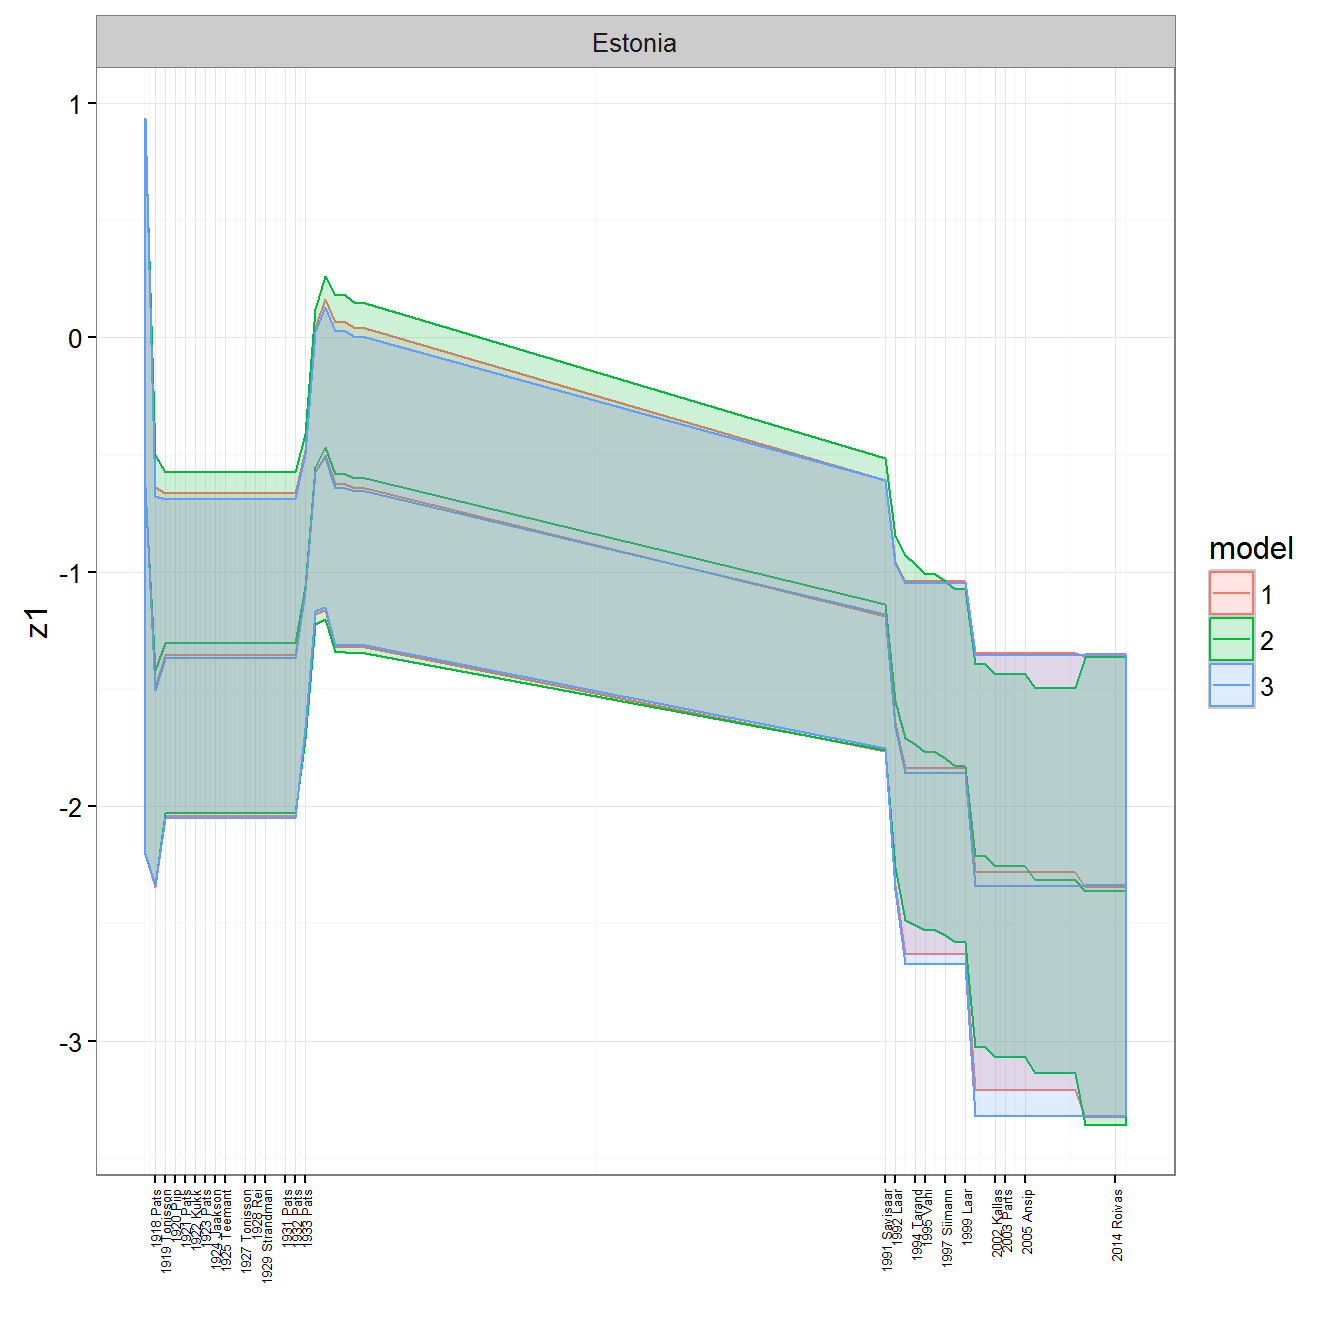 Estonia
1
0
-1
-2
-3
z1
1918 Pats
1919 Tonisson
1920 Piip
1921 Pats
1922 Kukk
1923 Pats
1924 Jaakson
1925 Teemant
1927 Tonisson
1928 Rei
1929 Strandman
1931 Pats
1932 Pats
1933 Pats
1991 Savisaar
1992 Laar
1994 Tarand
1995 Vahi
1997 Siimann
1999 Laar
2002 Kallas
2003 Parts
2005 Ansip
2014 Roivas
model
1
2
3